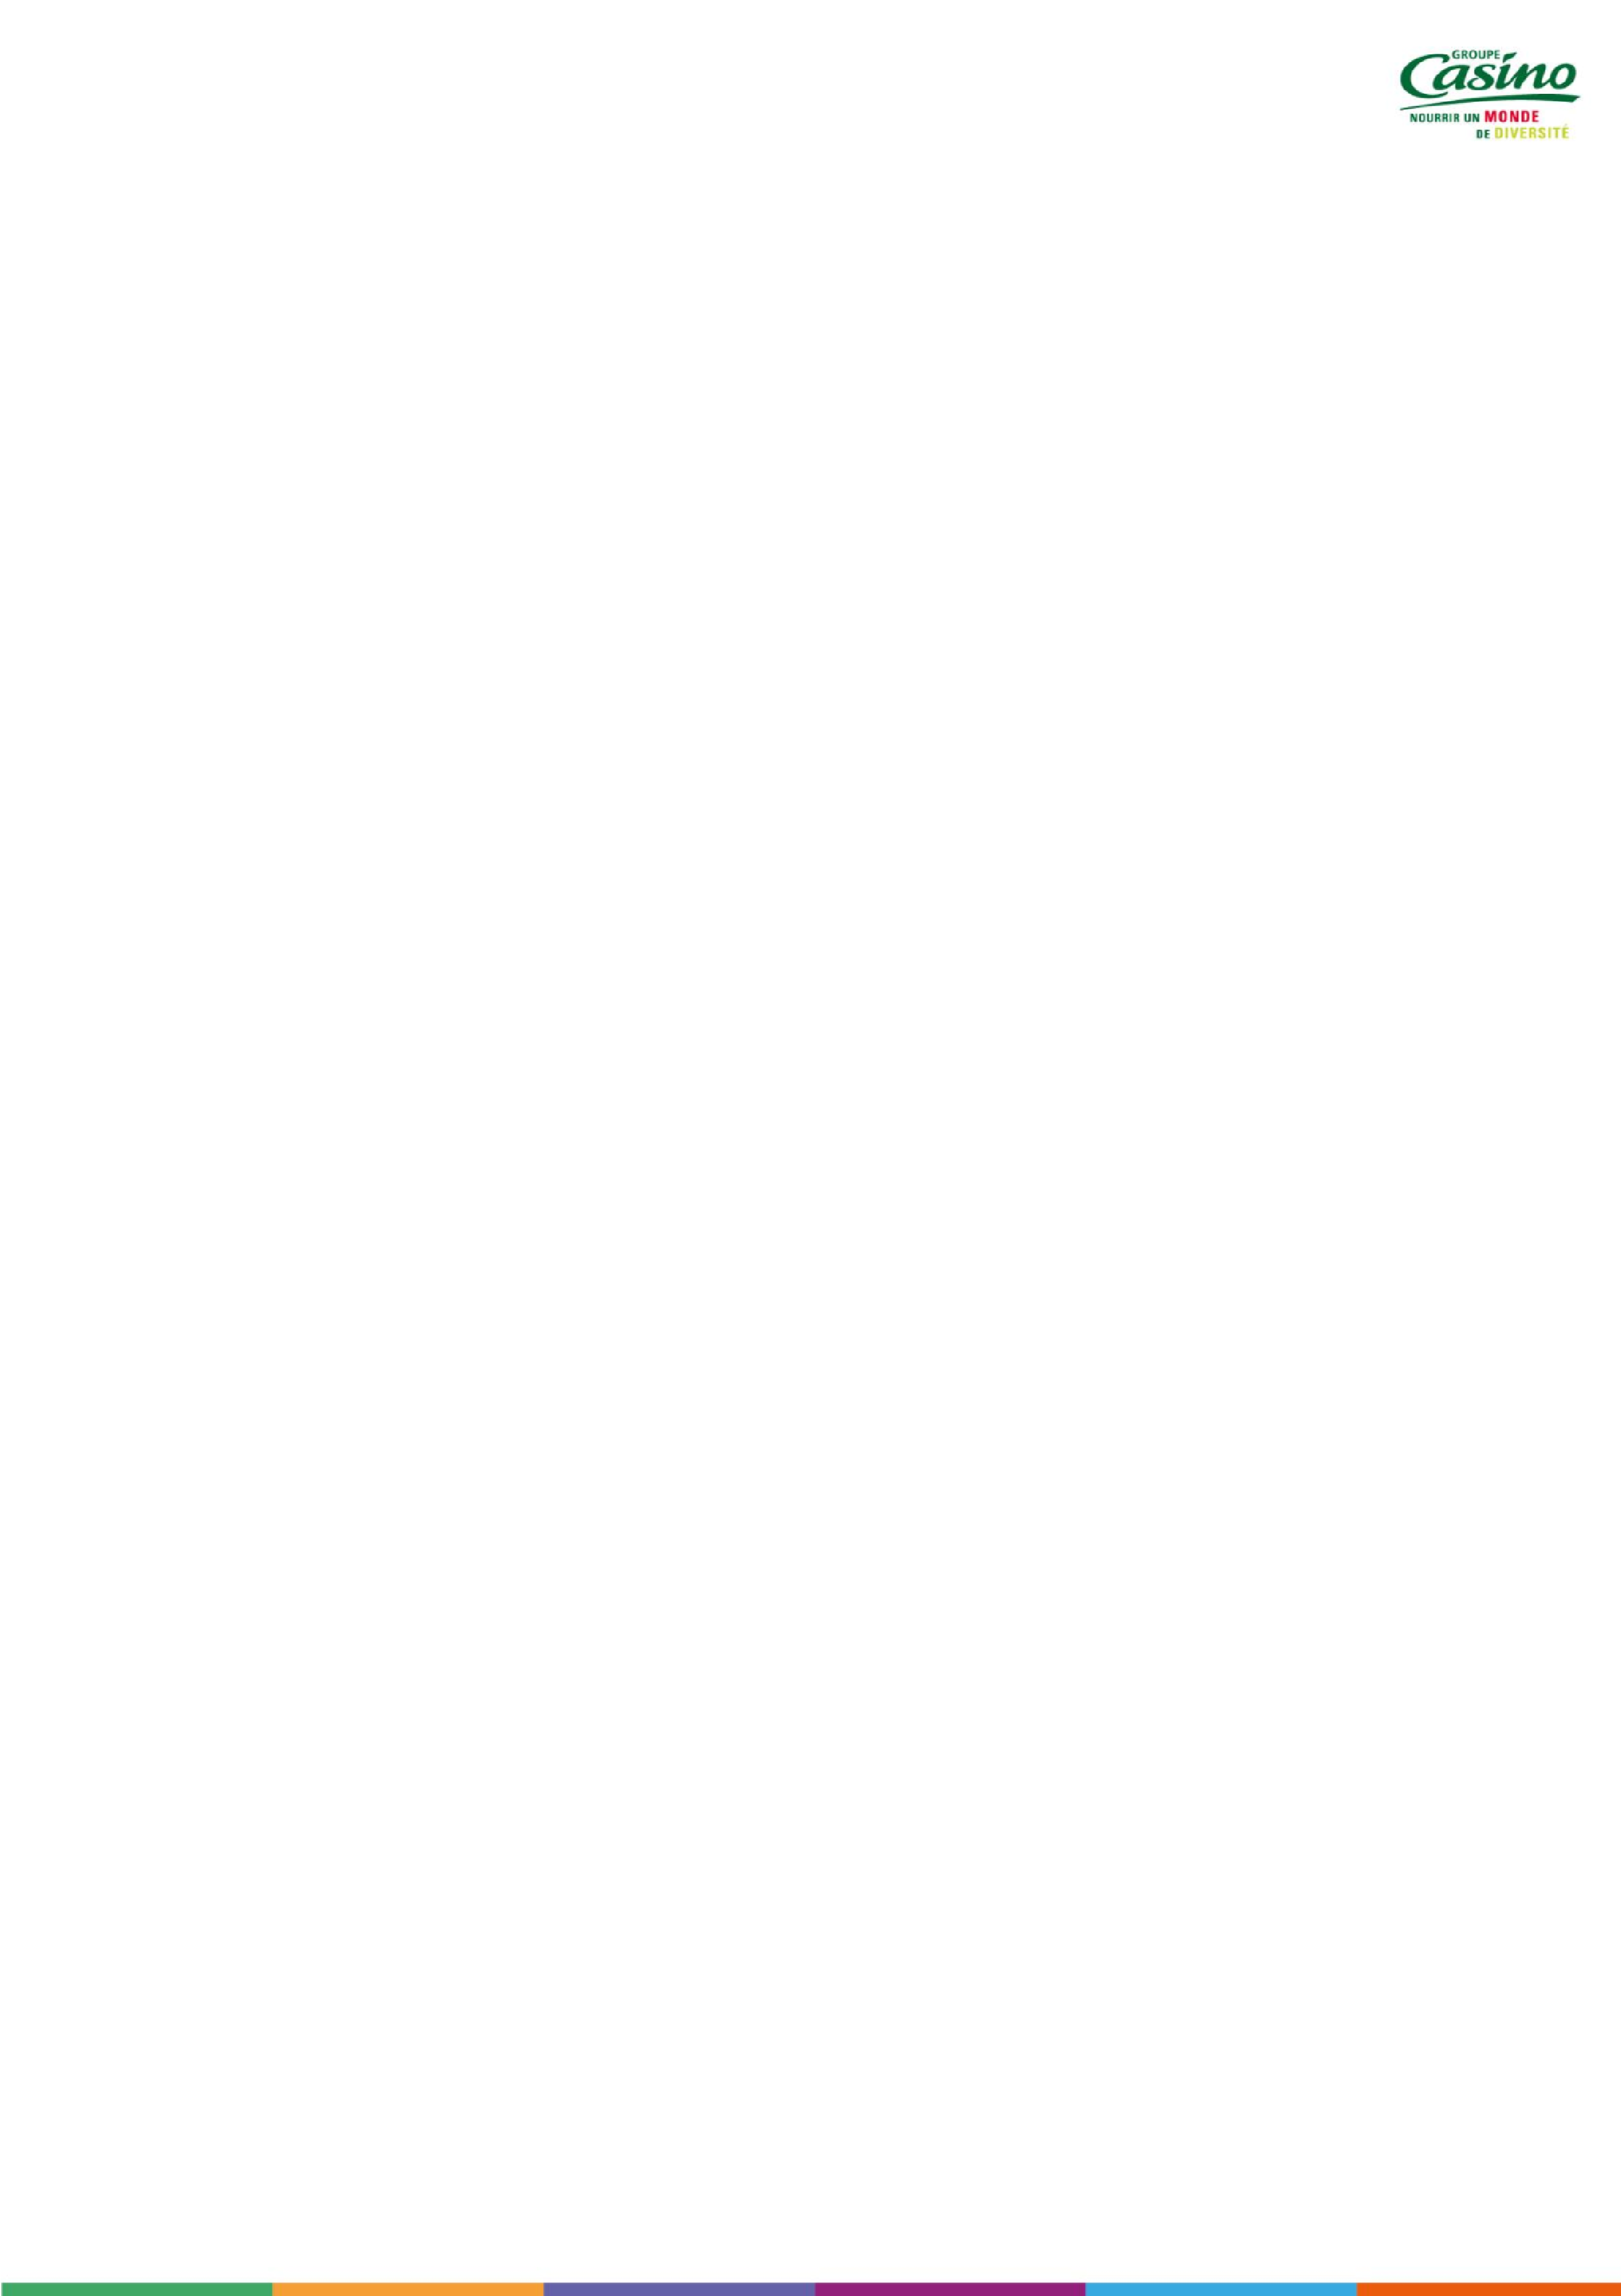 GROUPE
Casino
NOURRIR UN MONDE
DE DIVERSITÉ